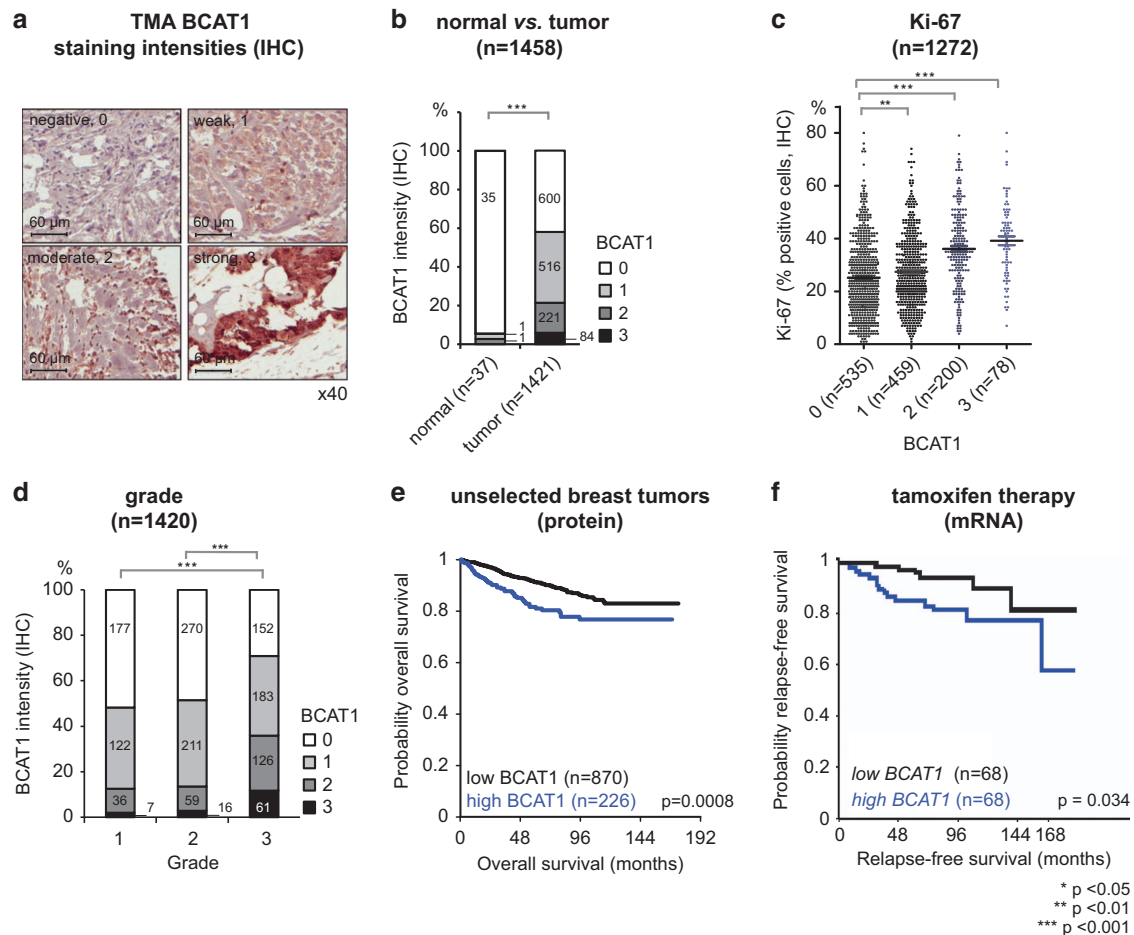 a
TMA BCAT1
staining intensities (IHC)
negative, 0
weak, 1
60 µm
60 µm
moderate, 2
strong, 3
60 µm
60 µm
x40
b
normal vs. tumor
(n=1458)
%
***
BCAT1 intensity (IHC)
100
80
60
40
20
0
35
1
1
600
516
221
84
BCAT1
0
1
2
3
normal (n=37)
tumor (n=1421)
c
Ki-67
(n=1272)
***
***
**
%
Ki-67 (% positive cells, IHC)
80
60
40
20
0
0 (n=535)
1 (n=459)
2 (n=200)
3 (n=78)
BCAT1
d
grade
(n=1420)
%
***
***
BCAT1 intensity (IHC)
100
80
60
40
20
0
177
122
36
7
270
211
59
16
152
183
126
61
BCAT1
0
1
2
3
1
2
3
Grade
e
unselected breast tumors
(protein)
Probability overall survival
1
0.8
0.6
0.4
0.2
0
low BCAT1 (n=870)
high BCAT1 (n=226)
p=0.0008
0
48
96
144
192
Overall survival (months)
f
tamoxifen therapy
(mRNA)
Probability relapse-free survival
1
0.8
0.6
0.4
0.2
0
low BCAT1 (n=68)
high BCAT1 (n=68)
p = 0.034
0
48
96
144 168
Relapse-free survival (months)
* p <0.05
** p <0.01
*** p <0.001